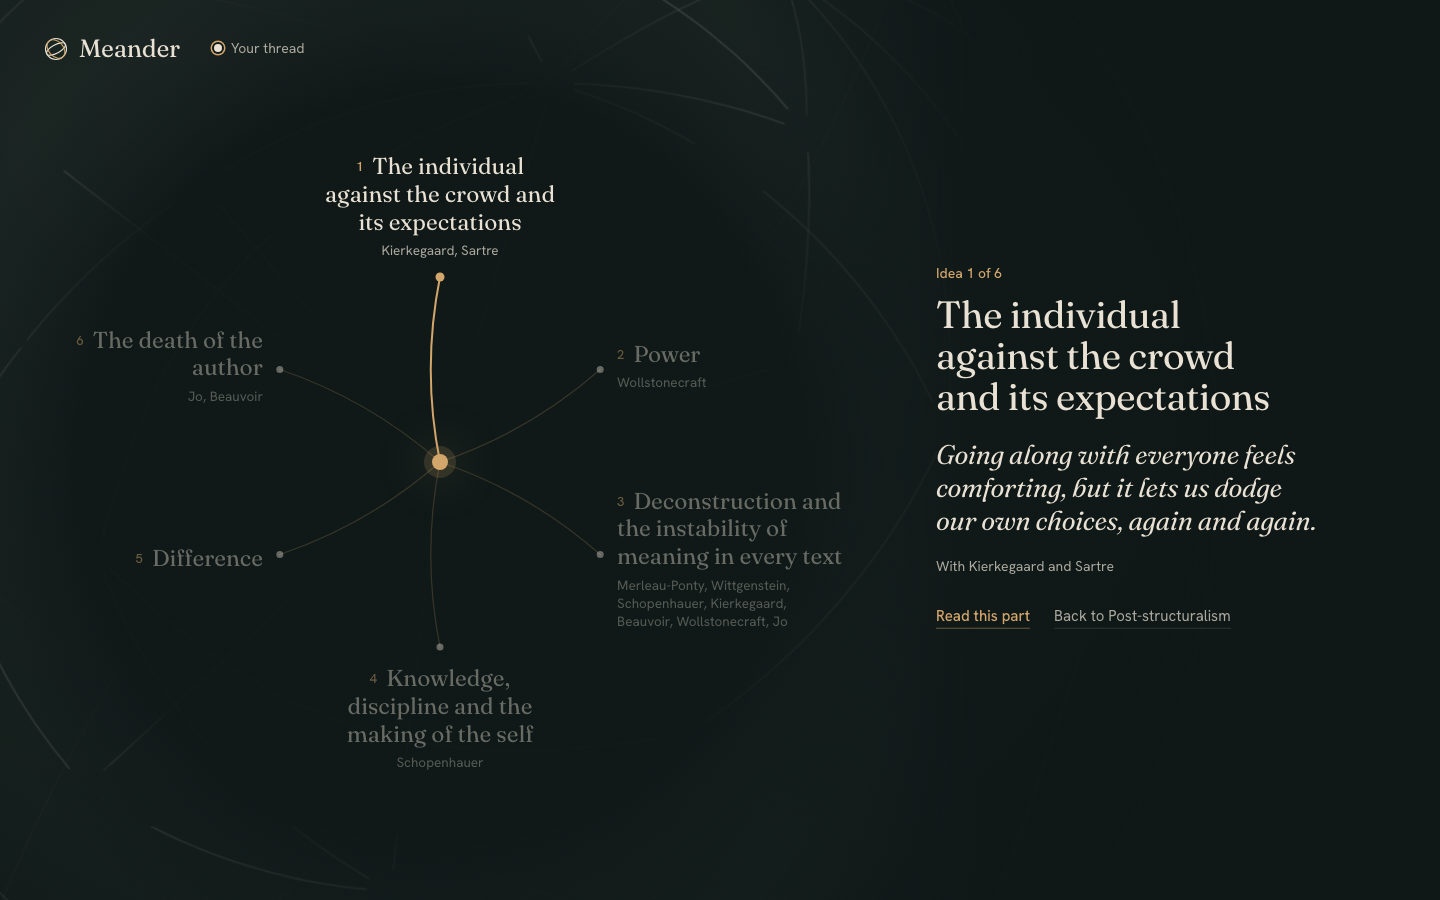 Meander
Your thread
1 The individual
against the crowd and
its expectations
Kierkegaard, Sartre
6 The death of the
author
Jo, Beauvoir
2 Power
Wollstonecraft
3 Deconstruction and
the instability of
meaning in every text
Merleau-Ponty, Wittgenstein,
Schopenhauer, Kierkegaard,
Beauvoir, Wollstonecraft, Jo
5 Difference
4 Knowledge,
discipline and the
making of the self
Schopenhauer
Idea 1 of 6
The individual
against the crowd
and its expectations
Going along with everyone feels
comforting, but it lets us dodge
our own choices, again and again.
With Kierkegaard and Sartre
Read this part
Back to Post-structuralism